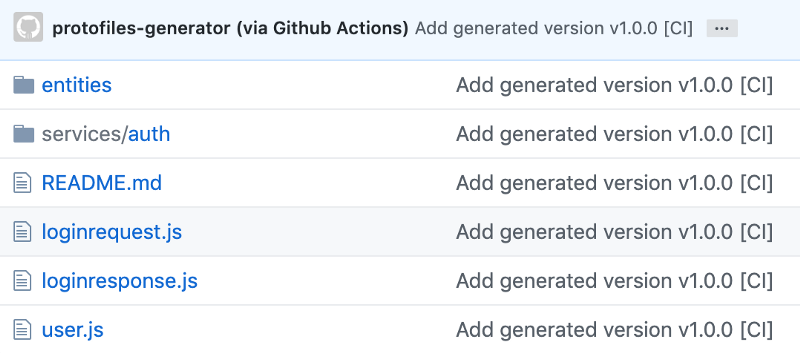 protofiles-generator (via Github Actions) Add generated version v1.0.0 [CI] ...
entities Add generated version v1.0.0 [CI]
services/auth Add generated version v1.0.0 [CI]
README.md Add generated version v1.0.0 [CI]
loginrequest.js Add generated version v1.0.0 [CI]
loginresponse.js Add generated version v1.0.0 [CI]
user.js Add generated version v1.0.0 [CI]